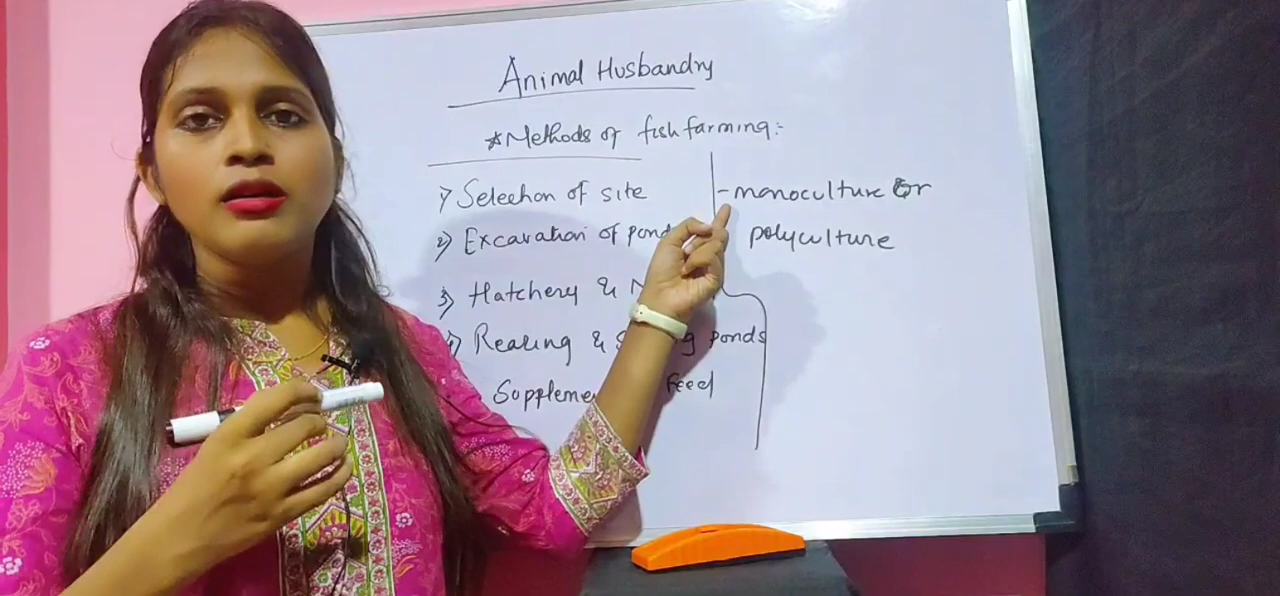 Animal Husbandry
*Methods of fish farming:-
1) Selection of site
2) Excavation of pond
3) Hatchery &
4) Rearing & ponds
Feed
- monoculture or
polyculture